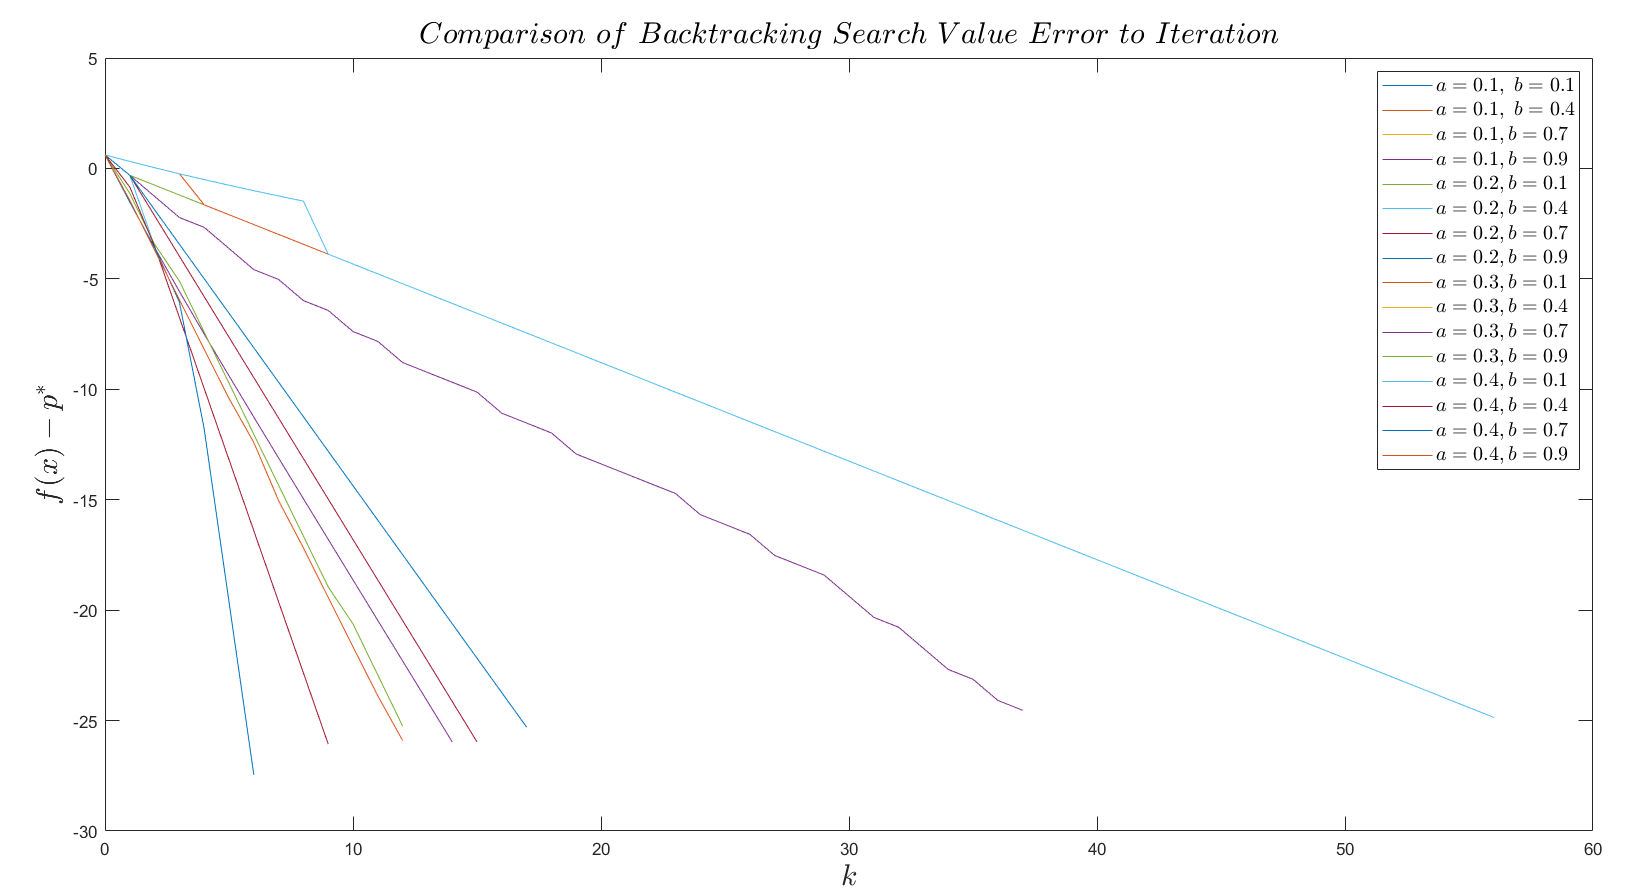 Comparison of Backtracking Search Value Error to Iteration
5
0
-5
-10
-15
-20
-25
-30
f(x) − p*
0 10 20 30 40 50 60
k
a = 0.1, b = 0.1
a = 0.1, b = 0.4
a = 0.1, b = 0.7
a = 0.1, b = 0.9
a = 0.2, b = 0.1
a = 0.2, b = 0.4
a = 0.2, b = 0.7
a = 0.2, b = 0.9
a = 0.3, b = 0.1
a = 0.3, b = 0.4
a = 0.3, b = 0.7
a = 0.3, b = 0.9
a = 0.4, b = 0.1
a = 0.4, b = 0.4
a = 0.4, b = 0.7
a = 0.4, b = 0.9